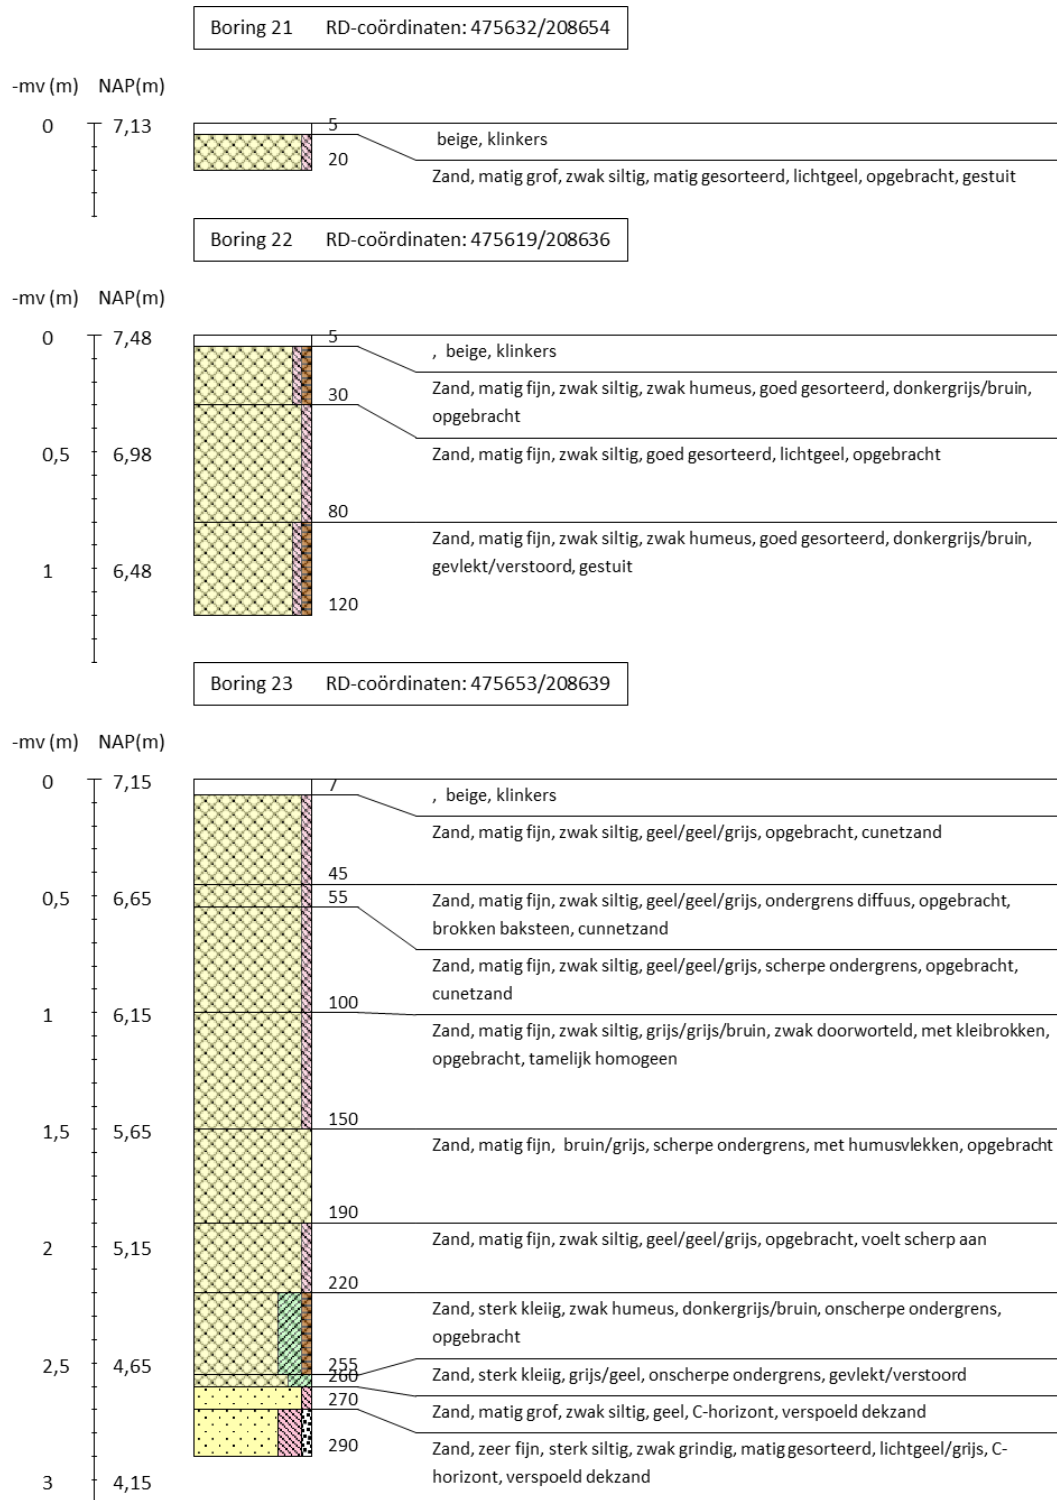 Boring 21 RD-coördinaten: 475632/208654
-mv (m) NAP(m)
0 7,13
5
beige, klinkers
20
Zand, matig grof, zwak siltig, matig gesorteerd, lichtgeel, opgebracht, gestuit
Boring 22 RD-coördinaten: 475619/208636
-mv (m) NAP(m)
0 7,48
5
, beige, klinkers
30
Zand, matig fijn, zwak siltig, zwak humeus, goed gesorteerd, donkergrijs/bruin,
opgebracht
0,5 6,98
Zand, matig fijn, zwak siltig, goed gesorteerd, lichtgeel, opgebracht
80
Zand, matig fijn, zwak siltig, zwak humeus, goed gesorteerd, donkergrijs/bruin,
gevlekt/verstoord, gestuit
1 6,48
120
Boring 23 RD-coördinaten: 475653/208639
-mv (m) NAP(m)
0 7,15
7
, beige, klinkers
Zand, matig fijn, zwak siltig, geel/geel/grijs, opgebracht, cunetzand
45
0,5 6,65
55
Zand, matig fijn, zwak siltig, geel/geel/grijs, ondergrens diffuus, opgebracht,
brokken baksteen, cunnetzand
Zand, matig fijn, zwak siltig, geel/geel/grijs, scherpe ondergrens, opgebracht,
cunetzand
100
1 6,15
Zand, matig fijn, zwak siltig, grijs/grijs/bruin, zwak doorworteld, met kleibrokken,
opgebracht, tamelijk homogeen
150
1,5 5,65
Zand, matig fijn, bruin/grijs, scherpe ondergrens, met humusvlekken, opgebracht
190
2 5,15
Zand, matig fijn, zwak siltig, geel/geel/grijs, opgebracht, voelt scherp aan
220
Zand, sterk kleiig, zwak humeus, donkergrijs/bruin, onscherpe ondergrens,
opgebracht
2,5 4,65
255
260
Zand, sterk kleiig, grijs/geel, onscherpe ondergrens, gevlekt/verstoord
270
Zand, matig grof, zwak siltig, geel, C-horizont, verspoeld dekzand
290
Zand, zeer fijn, sterk siltig, zwak grindig, matig gesorteerd, lichtgeel/grijs, C-
horizont, verspoeld dekzand
3 4,15